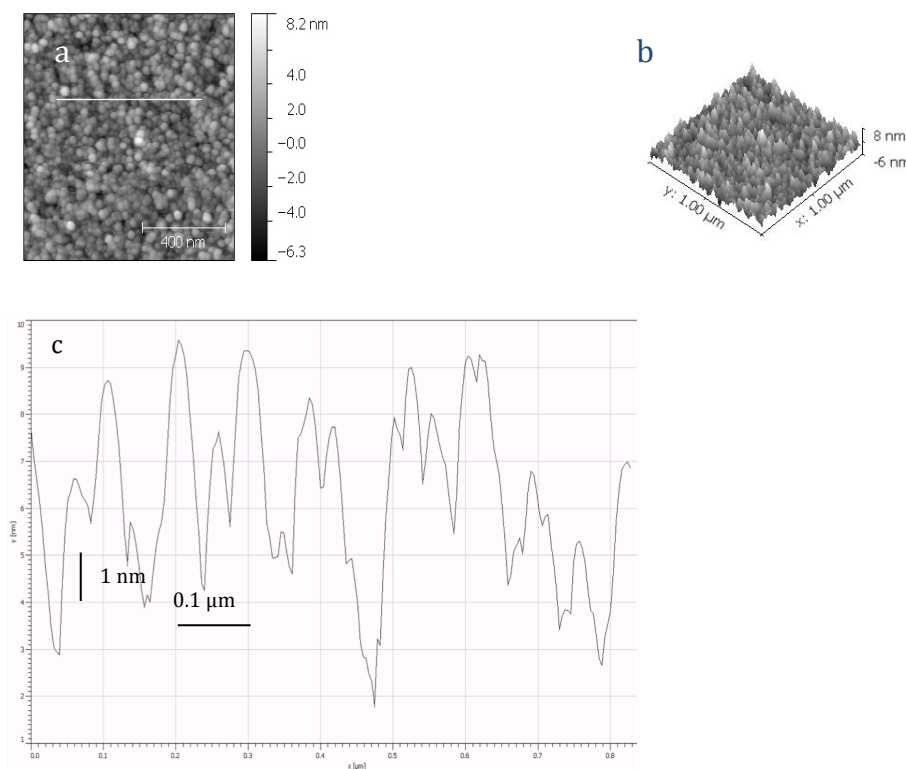 a
8.2 nm
4.0
2.0
−0.0
−2.0
−4.0
−6.3
400 nm
b
8 nm
-6 nm
y: 1.00 µm
x: 1.00 µm
c
10
9
8
7
6
5
4
3
2
1
y [nm]
1 nm
0.1 µm
0.0 0.1 0.2 0.3 0.4 0.5 0.6 0.7 0.8
x [µm]